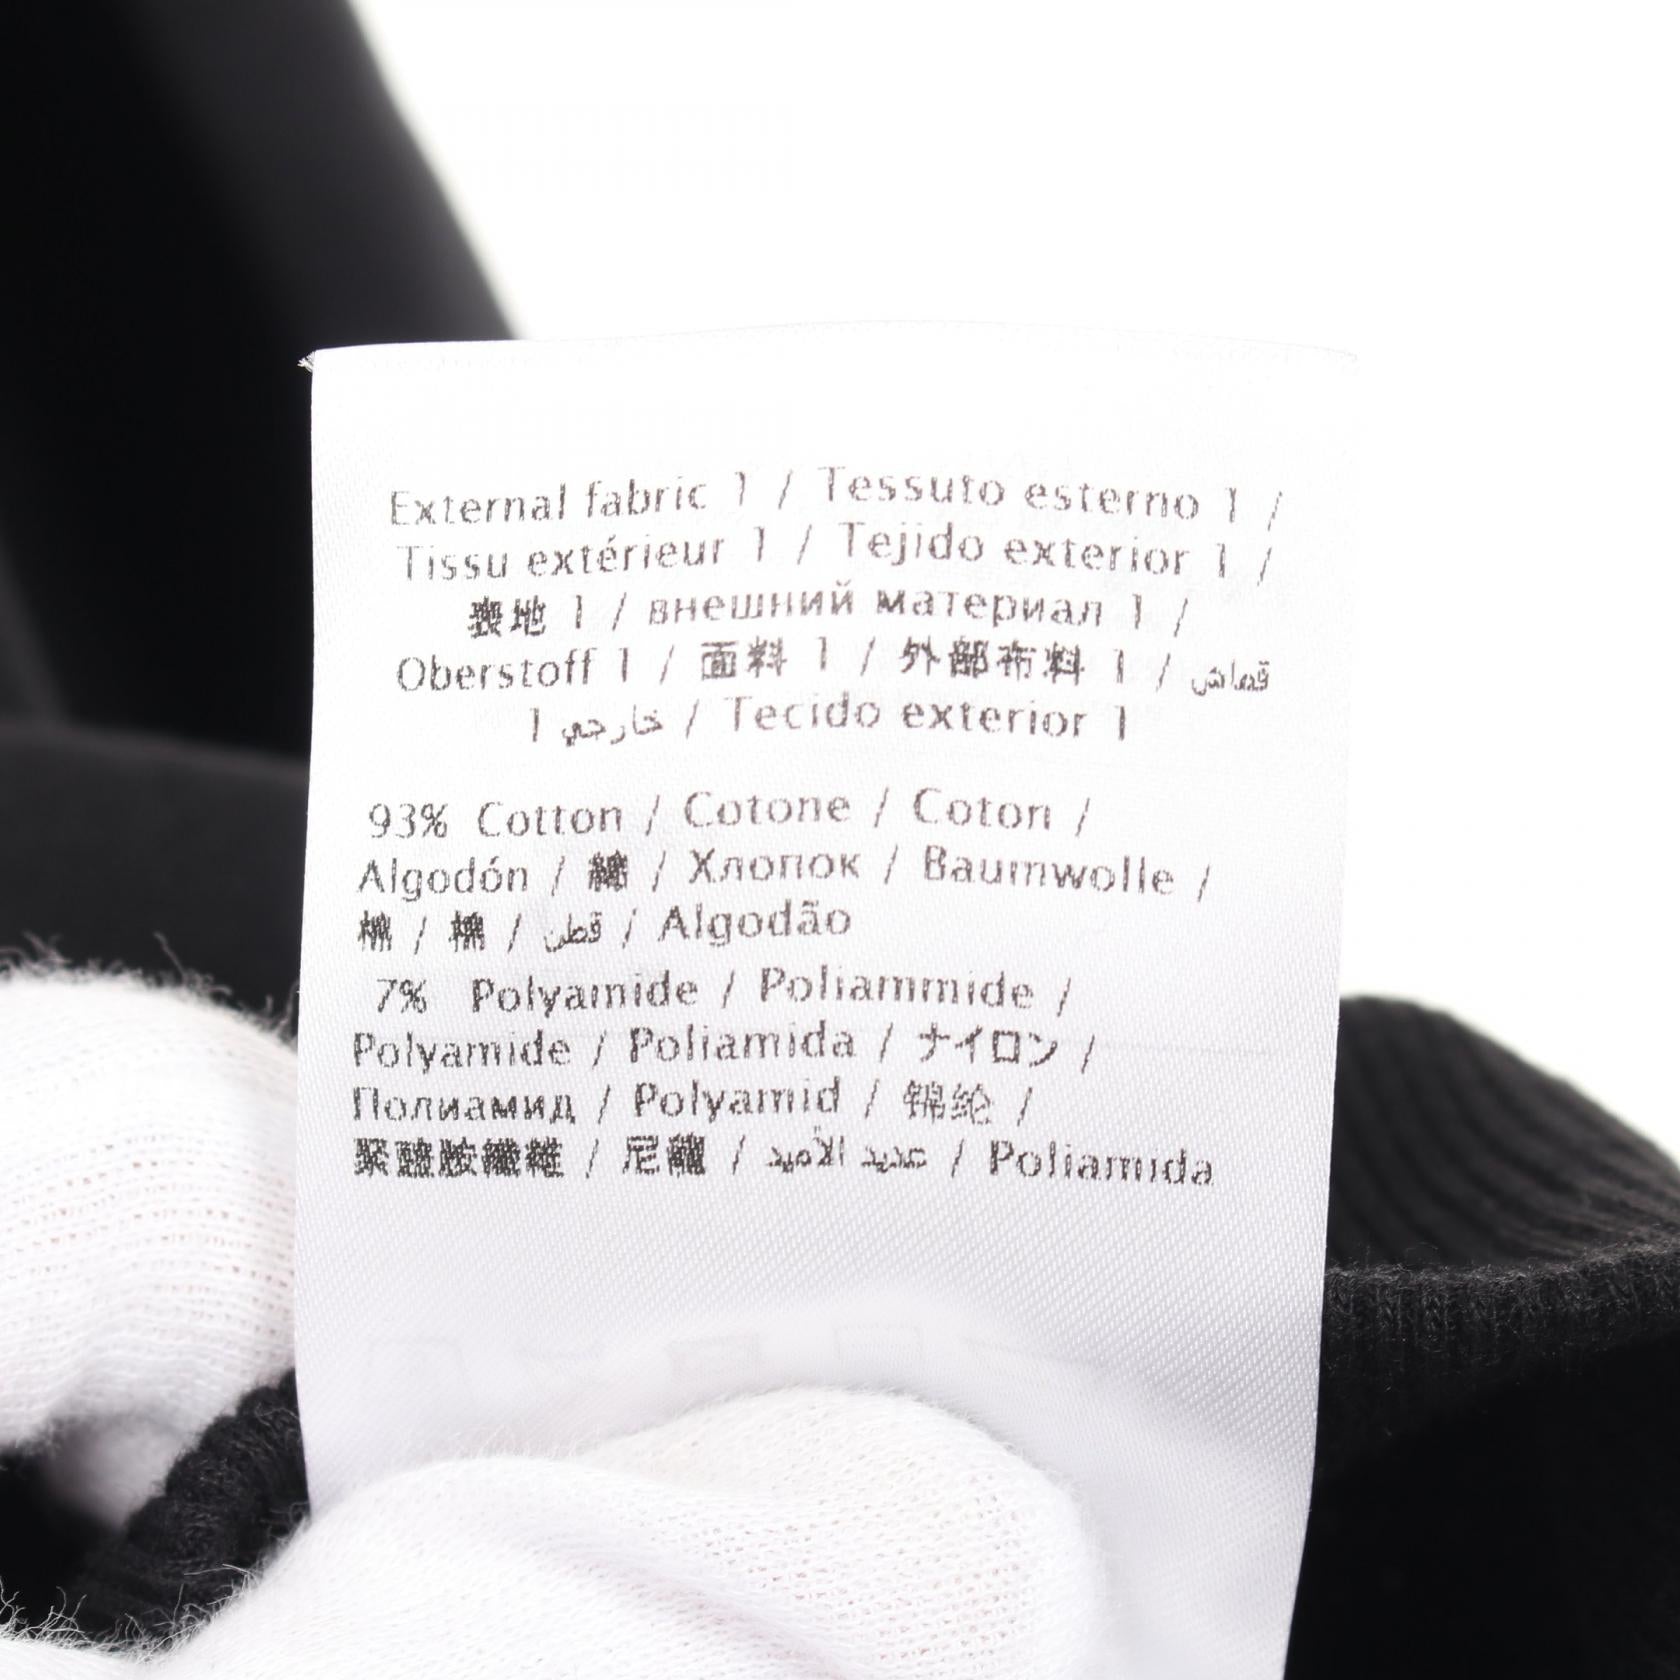 External fabric 1 / Tessuto esterno 1 /
Tissu extérieur 1 / Tejido exterior 1 /
表地 1 / внешний материал 1 /
Oberstoff 1 / 面料 1 / 外部布料 1 / قماش
خارجي 1 / Tecido exterior 1
93% Cotton / Cotone / Coton /
Algodón / 綿 / Хлопок / Baumwolle /
棉 / 棉 / قطن / Algodão
7% Polyamide / Poliammide /
Polyamide / Poliamida / ナイロン /
Полиамид / Polyamid / 锦纶 /
聚醯胺纖維 / 尼龍 / عديد الأميد / Poliamida